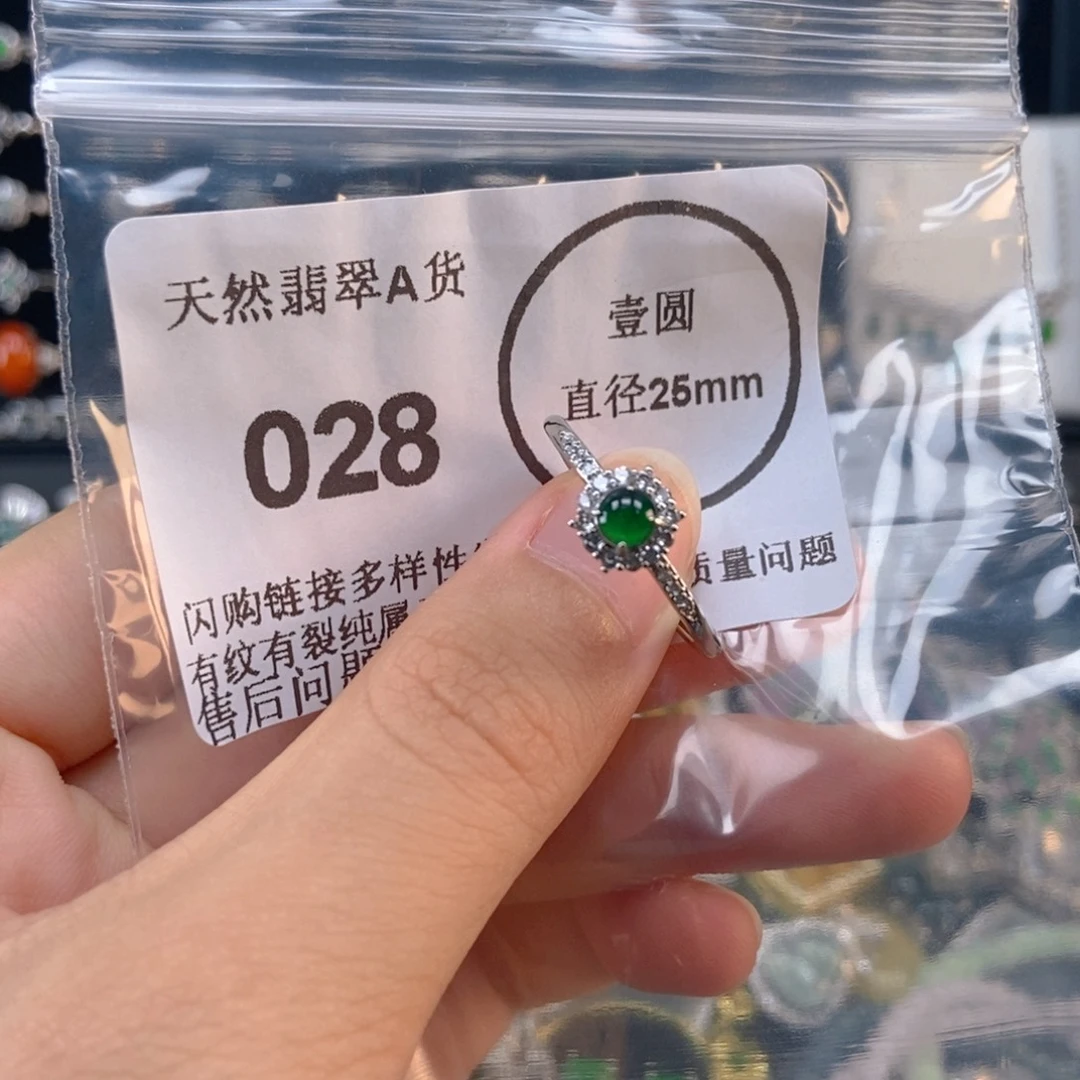 天然翡翠A货
壹圆
直径25mm
028
闪购链接多样性
质量问题
有纹有裂纯属
售后问题